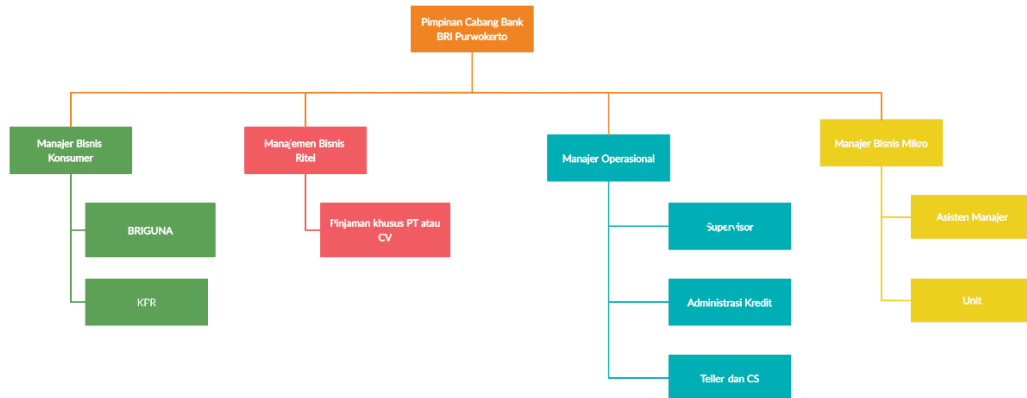 Pimpinan Cabang Bank
BRI Purwokerto
Manajer Bisnis
Konsumer
BRIGUNA
KPR
Manajemen Bisnis
Ritel
Pinjaman khusus PT atau
CV
Manajer Operasional
Supervisor
Administrasi Kredit
Teller dan CS
Manajer Bisnis Mikro
Asisten Manajer
Unit